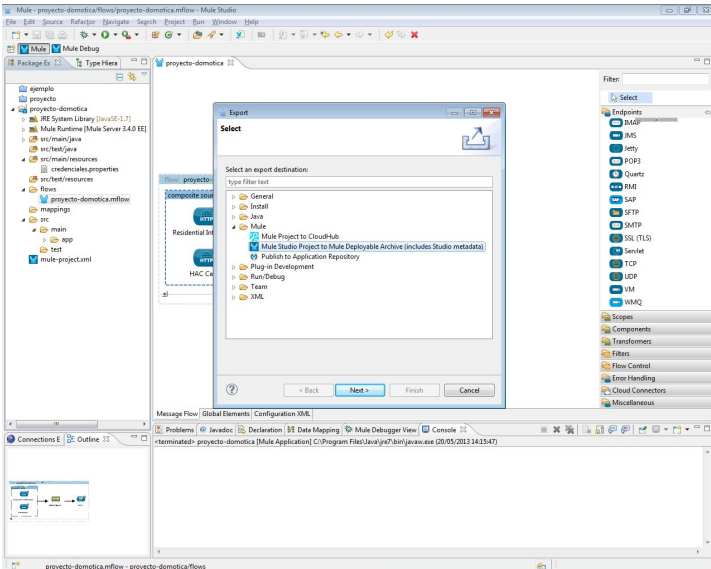 Mule - proyecto-domotica/flows/proyecto-domotica.mflow - Mule Studio
File Edit Source Refactor Navigate Search Project Run Window Help
Mule Mule Debug
Package Ex Type Hiera
proyecto-domotica
ejemplo
proyecto
proyecto-domotica
JRE System Library [JavaSE-1.7]
Mule Runtime [Mule Server 3.4.0 EE]
src/main/java
src/test/java
src/main/resources
credenciales.properties
src/test/resources
flows
proyecto-domotica.mflow
mappings
src
main
app
test
mule-project.xml
flow: proyecto-
composite sour
HTTP
Residential Int
HTTP
HAC Ce
Export
Select
Select an export destination:
type filter text
General
Install
Java
Mule
Mule Project to CloudHub
Mule Studio Project to Mule Deployable Archive (includes Studio metadata)
Publish to Application Repository
Plug-in Development
Run/Debug
Team
XML
< Back Next > Finish Cancel
Filter:
Select
Endpoints
IMAP
JMS
Jetty
POP3
Quartz
RMI
SAP
SFTP
SMTP
SSL (TLS)
Servlet
TCP
UDP
VM
WMQ
Scopes
Components
Transformers
Filters
Flow Control
Error Handling
Cloud Connectors
Miscellaneous
Message Flow Global Elements Configuration XML
Connections E Outline
Problems Javadoc Declaration Data Mapping Mule Debugger View Console
<terminated> proyecto-domotica [Mule Application] C:\Program Files\Java\jre7\bin\javaw.exe (20/05/2013 14:15:47)
proyecto-domotica.mflow - proyecto-domotica/flows